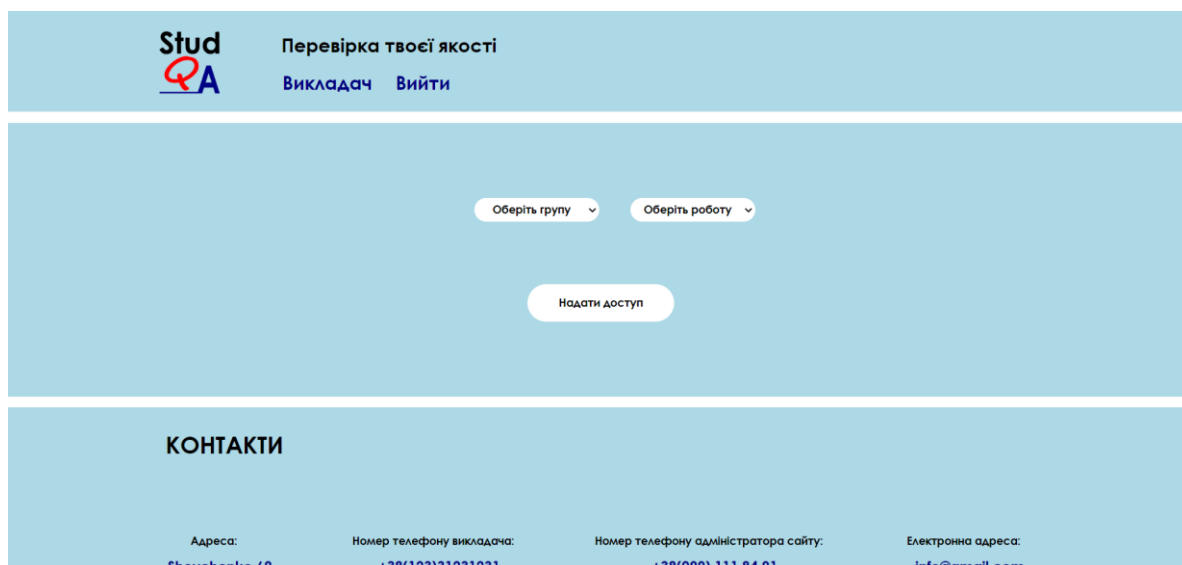 Stud
QA
Перевірка твоєї якості
Викладач Вийти
Оберіть групу Оберіть роботу
Надати доступ
КОНТАКТИ
Адреса: Номер телефону викладача: Номер телефону адміністратора сайту: Електронна адреса: